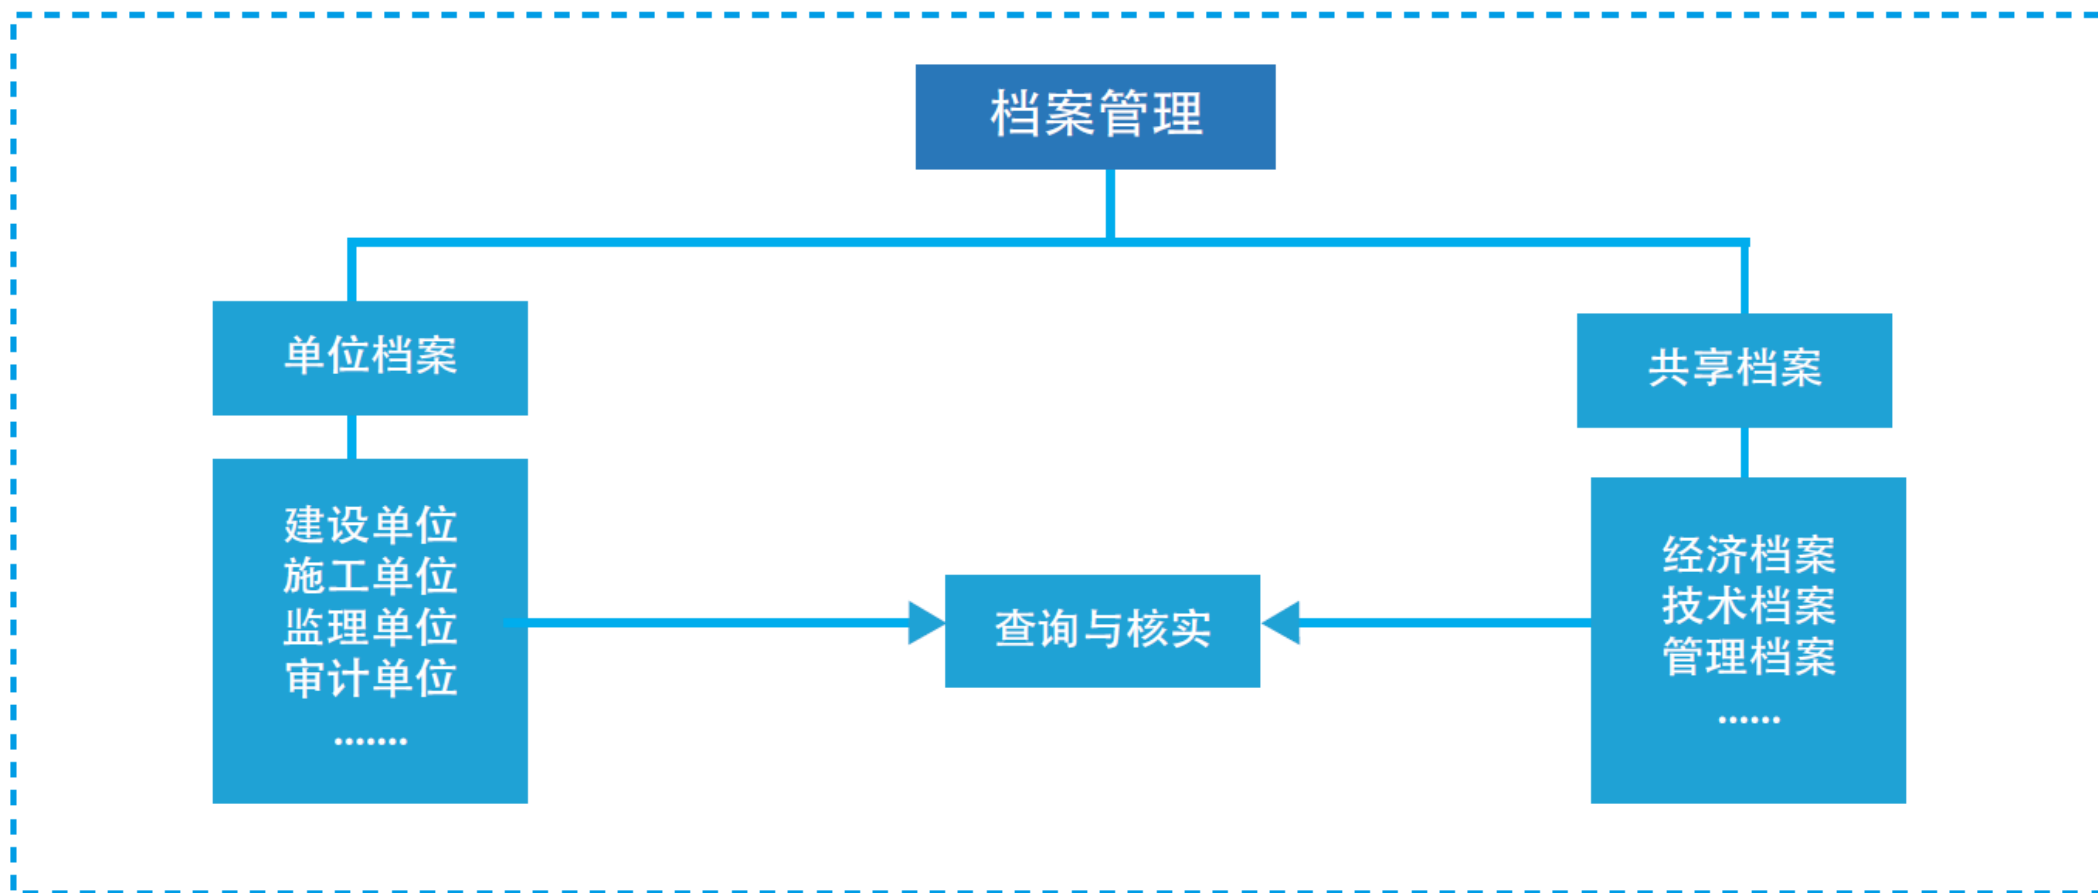 档案管理
单位档案
共享档案
建设单位
施工单位
监理单位
审计单位
.......
查询与核实
经济档案
技术档案
管理档案
......